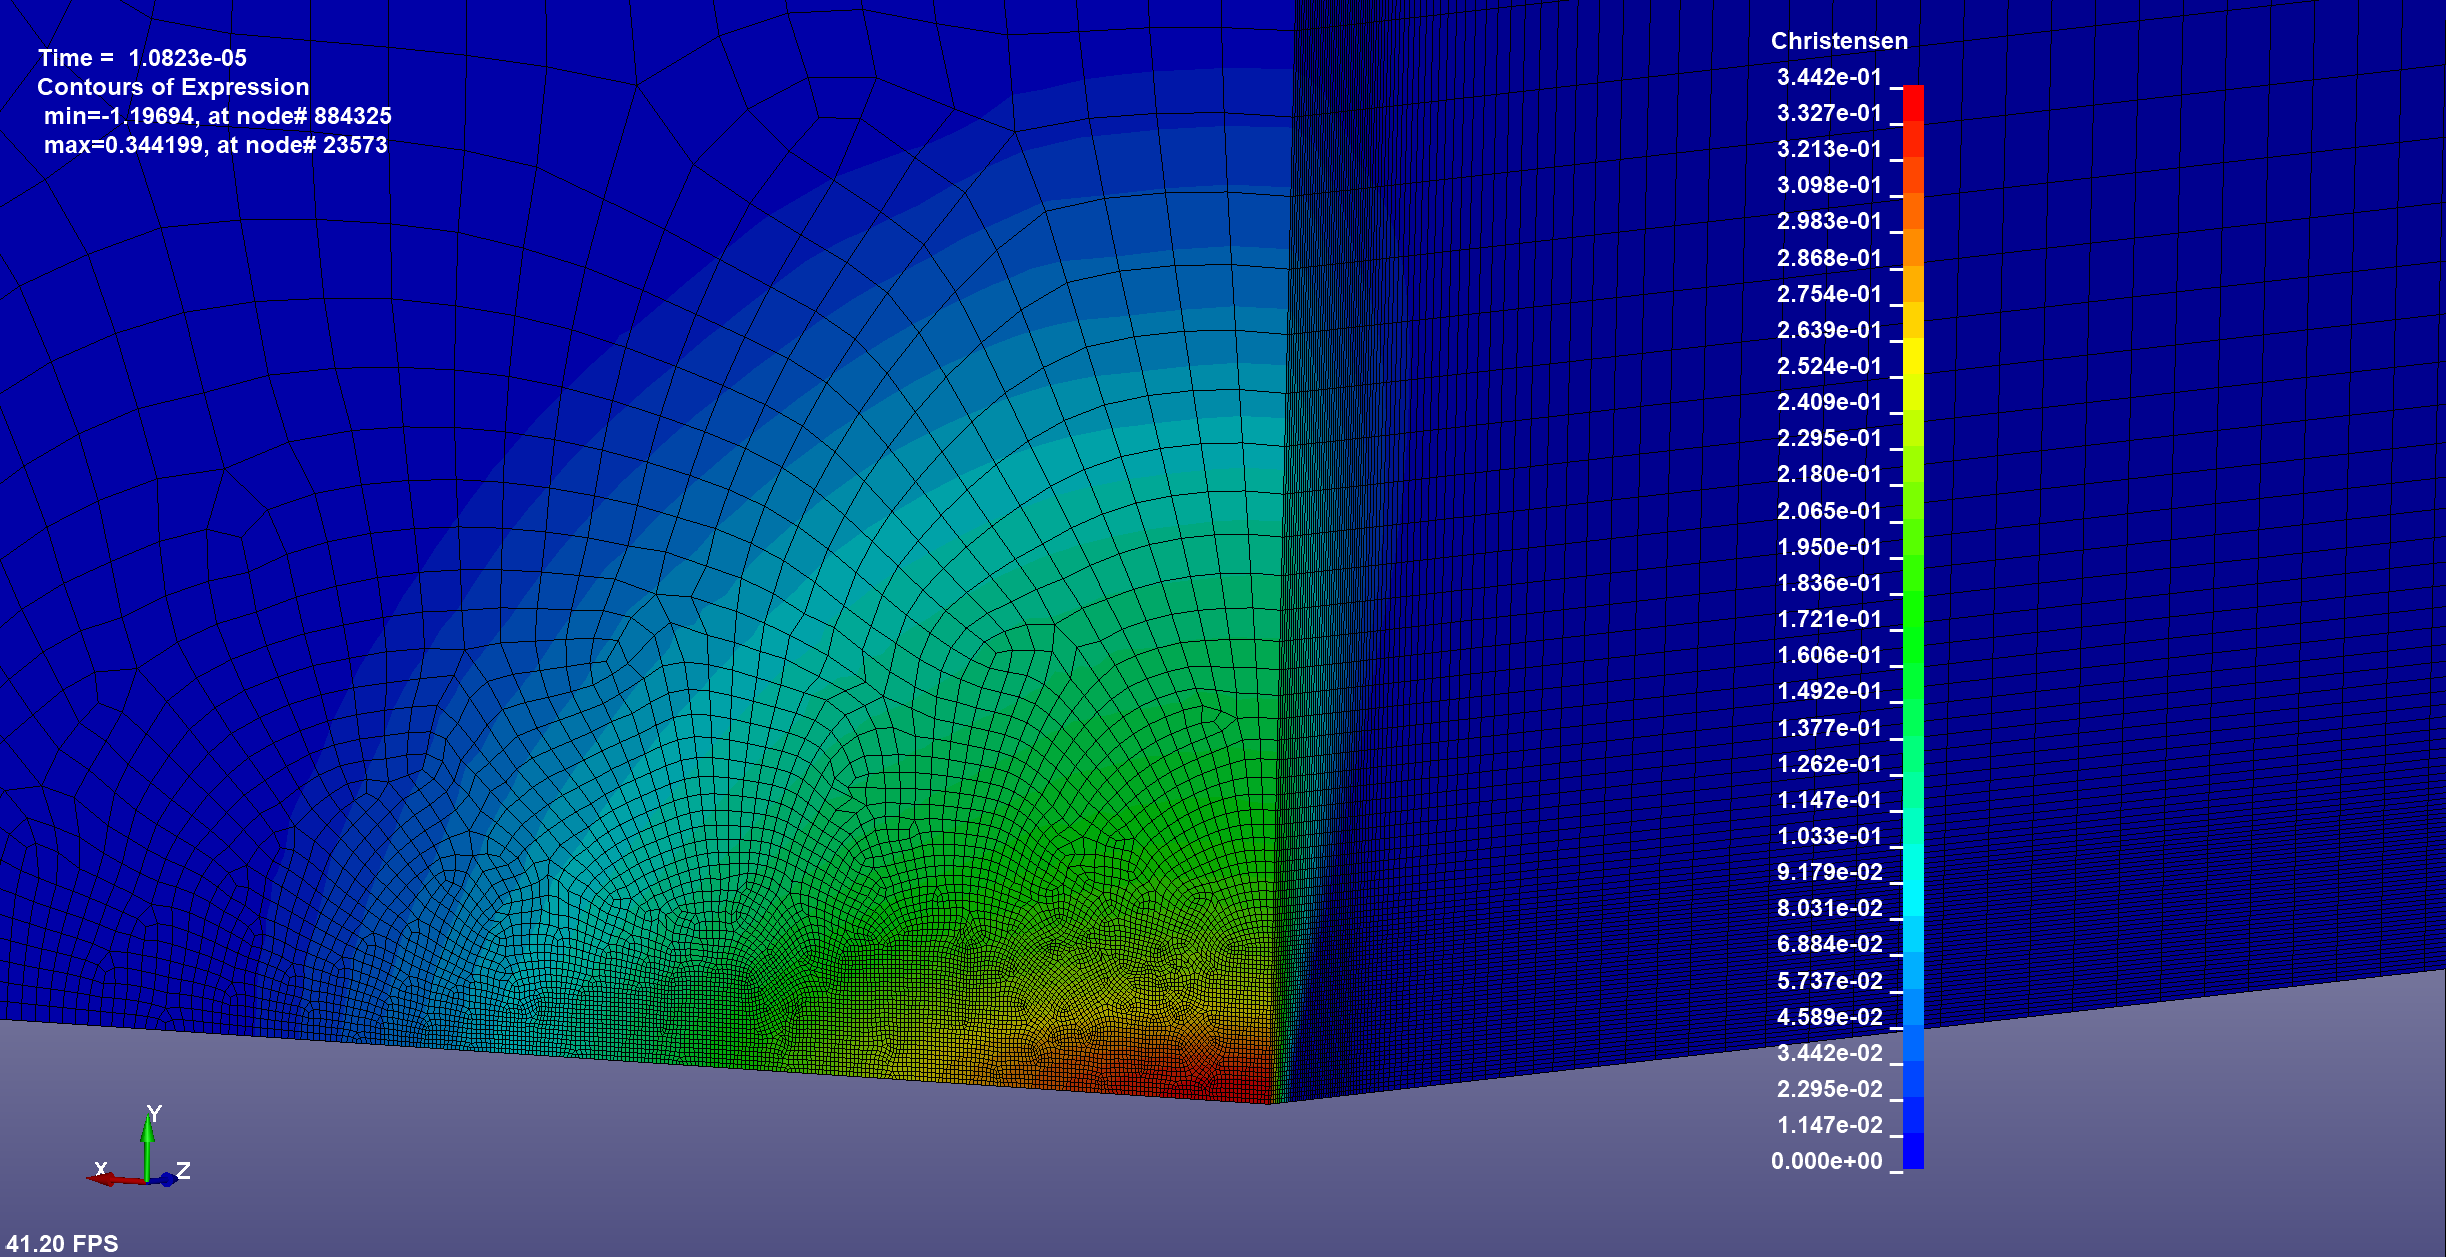 Time =  1.0823e-05
Contours of Expression
min=-1.19694, at node# 884325
max=0.344199, at node# 23573
Christensen
3.442e-01
3.327e-01
3.213e-01
3.098e-01
2.983e-01
2.868e-01
2.754e-01
2.639e-01
2.524e-01
2.409e-01
2.295e-01
2.180e-01
2.065e-01
1.950e-01
1.836e-01
1.721e-01
1.606e-01
1.492e-01
1.377e-01
1.262e-01
1.147e-01
1.033e-01
9.179e-02
8.031e-02
6.884e-02
5.737e-02
4.589e-02
3.442e-02
2.295e-02
1.147e-02
0.000e+00
Y
X
Z
41.20 FPS